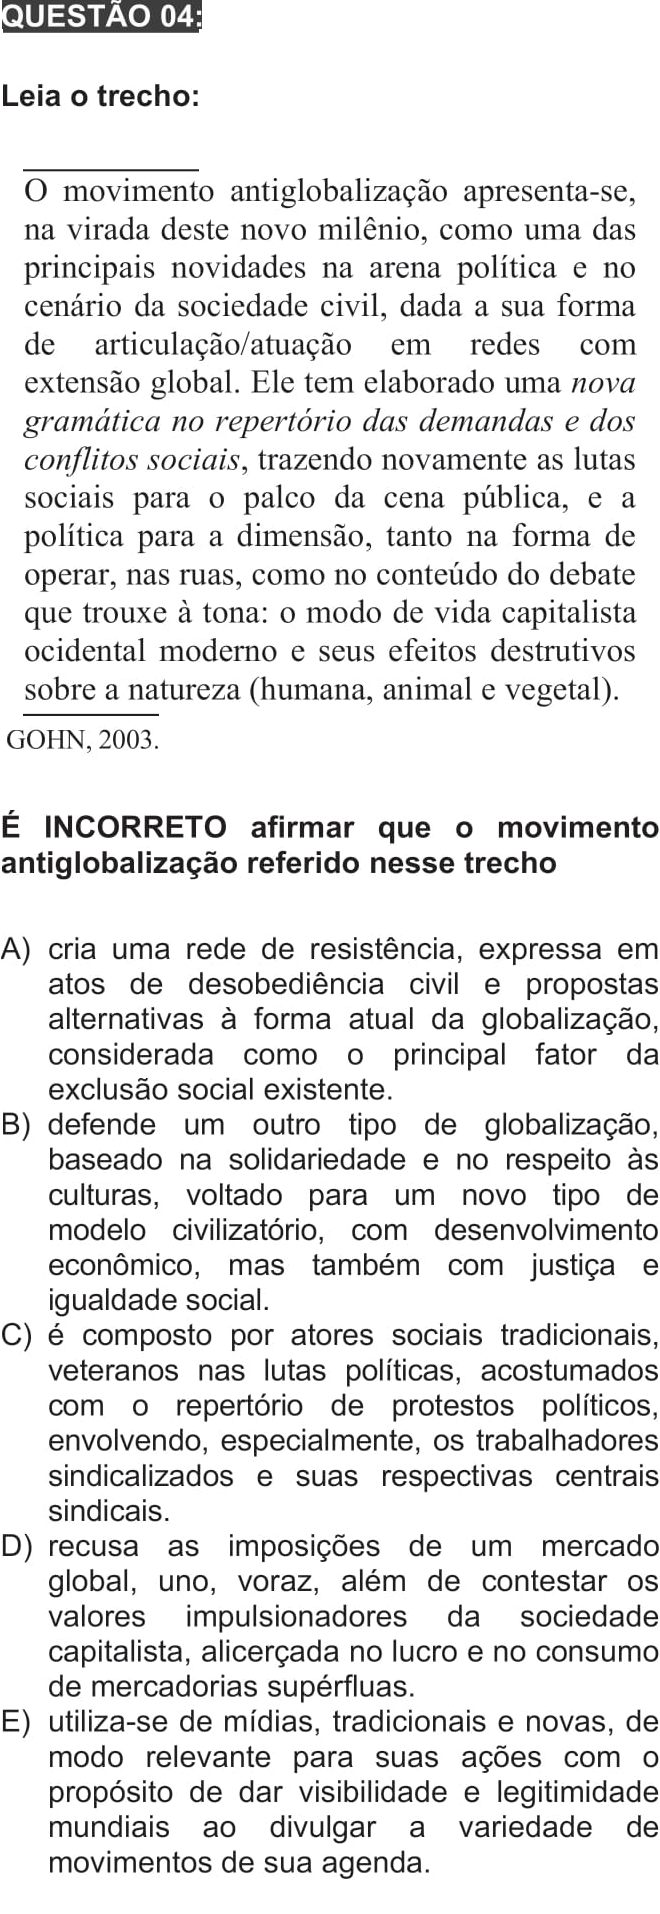 QUESTÃO 04:
Leia o trecho:
O movimento antiglobalização apresenta-se,
na virada deste novo milênio, como uma das
principais novidades na arena política e no
cenário da sociedade civil, dada a sua forma
de articulação/atuação em redes com
extensão global. Ele tem elaborado uma nova
gramática no repertório das demandas e dos
conflitos sociais, trazendo novamente as lutas
sociais para o palco da cena pública, e a
política para a dimensão, tanto na forma de
operar, nas ruas, como no conteúdo do debate
que trouxe à tona: o modo de vida capitalista
ocidental moderno e seus efeitos destrutivos
sobre a natureza (humana, animal e vegetal).
GOHN, 2003.
É INCORRETO afirmar que o movimento
antiglobalização referido nesse trecho
A) cria uma rede de resistência, expressa em
atos de desobediência civil e propostas
alternativas à forma atual da globalização,
considerada como o principal fator da
exclusão social existente.
B) defende um outro tipo de globalização,
baseado na solidariedade e no respeito às
culturas, voltado para um novo tipo de
modelo civilizatório, com desenvolvimento
econômico, mas também com justiça e
igualdade social.
C) é composto por atores sociais tradicionais,
veteranos nas lutas políticas, acostumados
com o repertório de protestos políticos,
envolvendo, especialmente, os trabalhadores
sindicalizados e suas respectivas centrais
sindicais.
D) recusa as imposições de um mercado
global, uno, voraz, além de contestar os
valores impulsionadores da sociedade
capitalista, alicerçada no lucro e no consumo
de mercadorias supérfluas.
E) utiliza-se de mídias, tradicionais e novas, de
modo relevante para suas ações com o
propósito de dar visibilidade e legitimidade
mundiais ao divulgar a variedade de
movimentos de sua agenda.